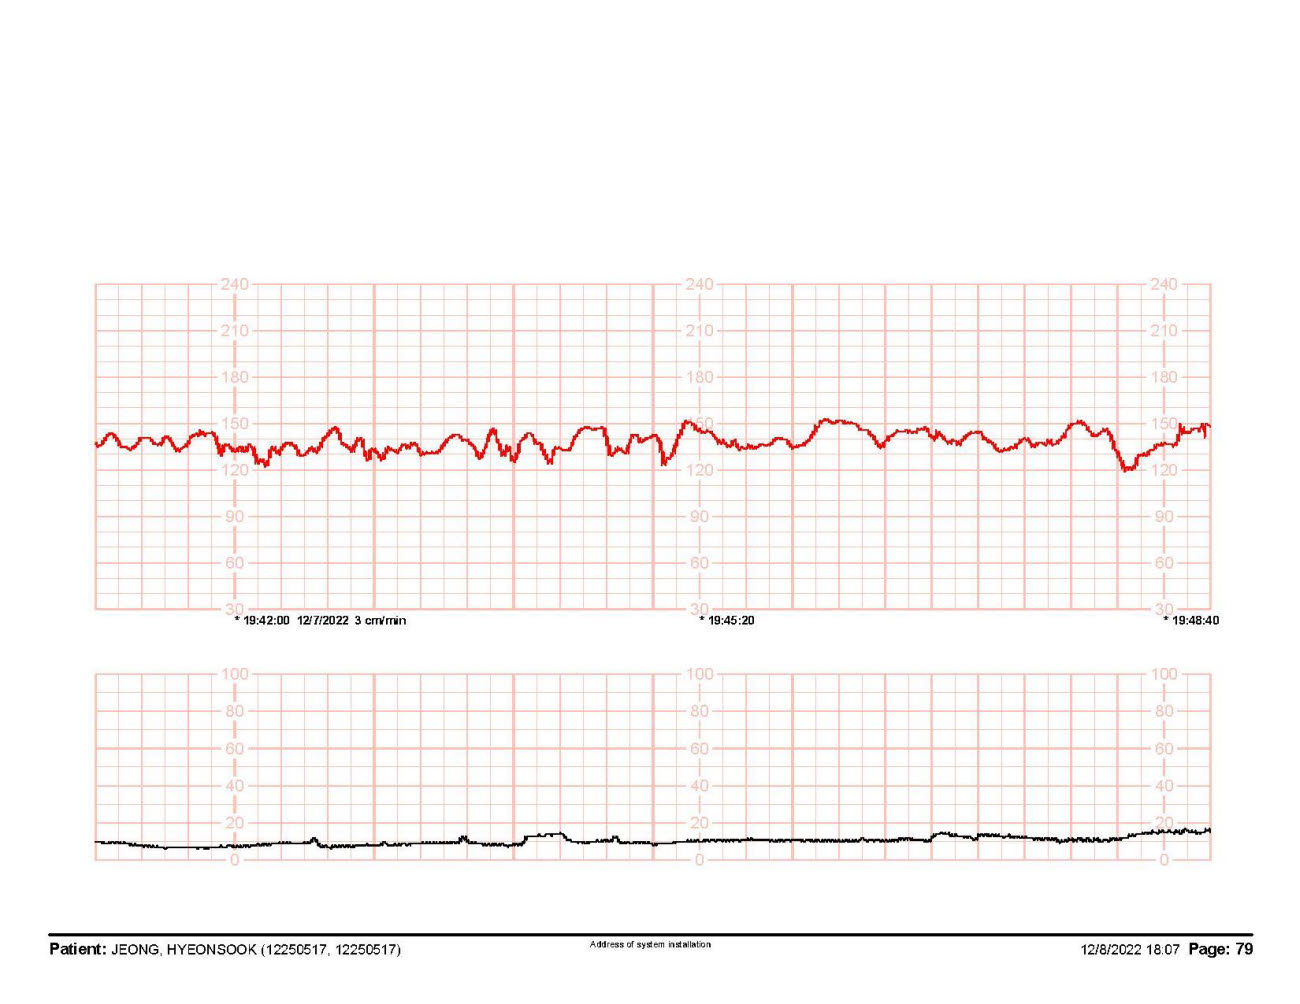 240 240 240
210 210 210
180 180 180
150 150 150
120 120 120
90 90 90
60 60 60
30 30 30
* 19:42:00 12/7/2022 3 cm/min * 19:45:20 * 19:48:40
100 100 100
80 80 80
60 60 60
40 40 40
20 20 20
0 0 0
Patient: JEONG, HYEONSOOK (12250517, 12250517) Address of system installation 12/8/2022 18:07 Page: 79